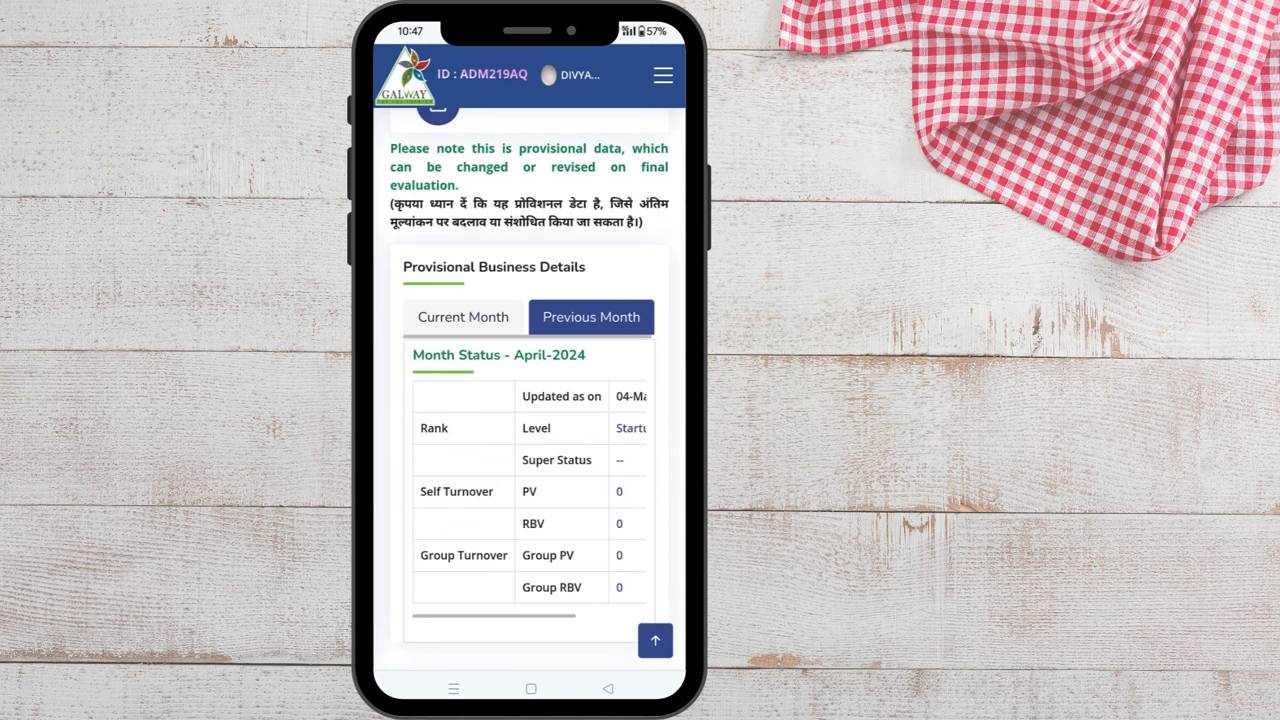 10:47
57%
ID : ADM219AQ
DIVYA...
GALWAY
Please note this is provisional data, which
can be changed or revised on final
evaluation.
(कृपया ध्यान दें कि यह प्रोविशनल डेटा है, जिसे अंतिम
मूल्यांकन पर बदलाव या संशोधित किया जा सकता है।)
Provisional Business Details
Current Month
Previous Month
Month Status - April-2024
Updated as on 04-Ma
Rank Level Startu
Super Status --
Self Turnover PV 0
RBV 0
Group Turnover Group PV 0
Group RBV 0